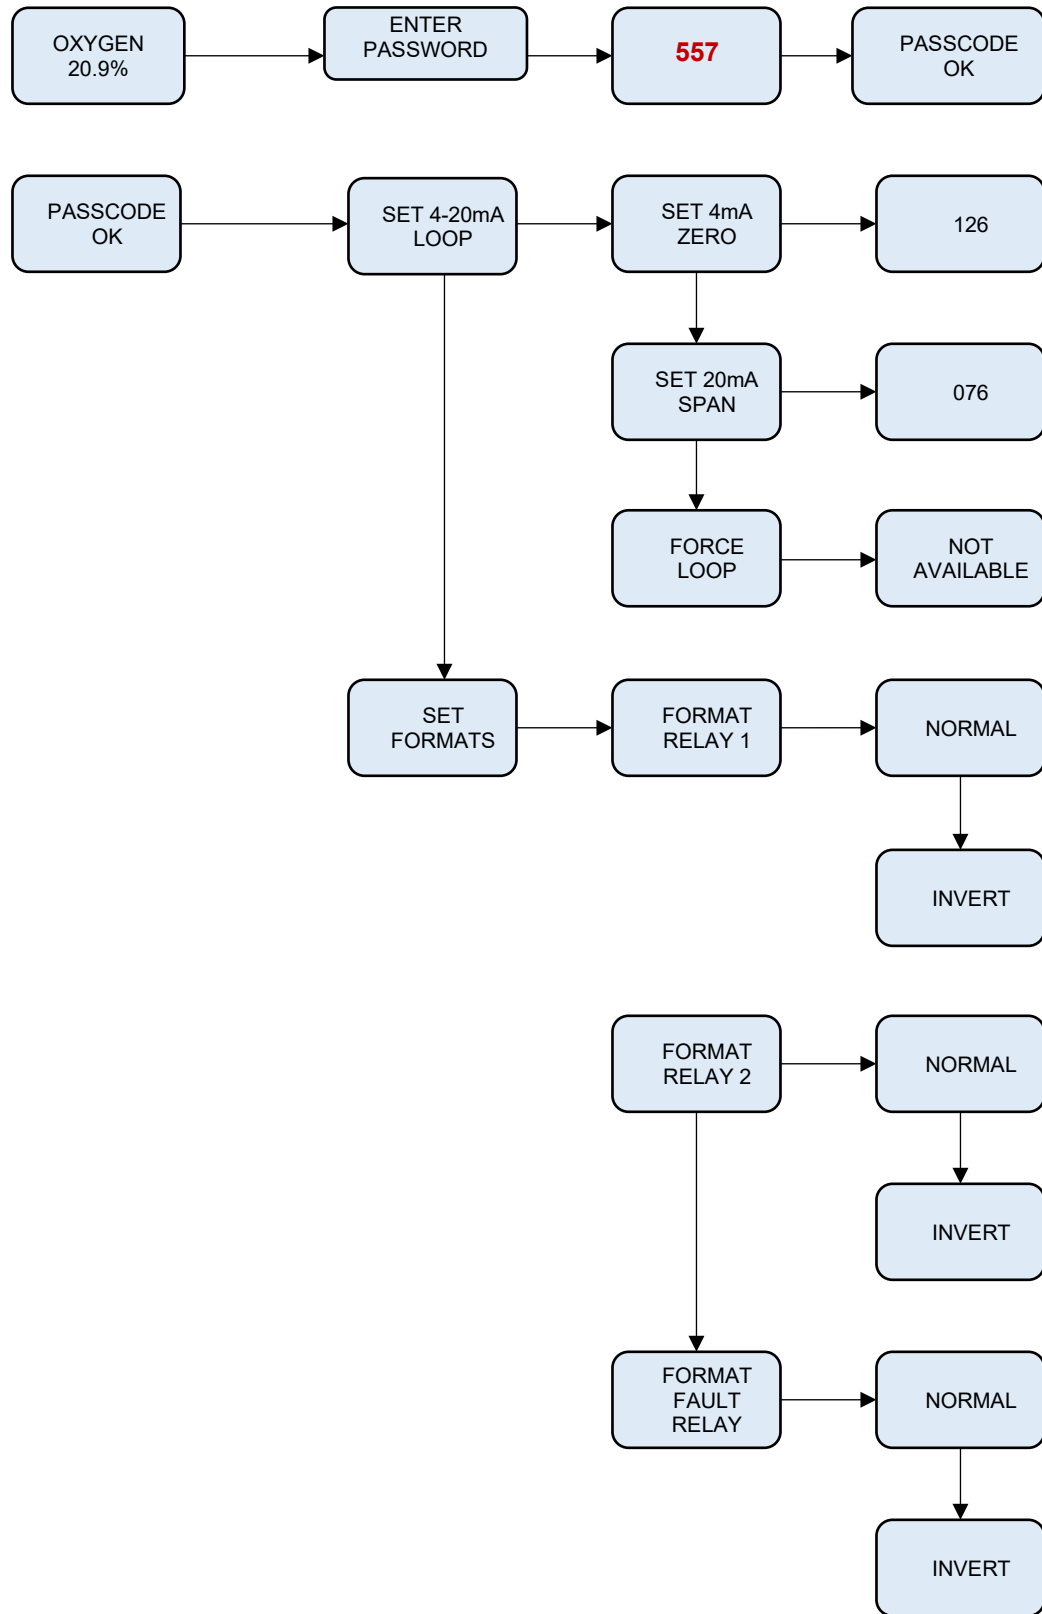 OXYGEN
20.9%
ENTER
PASSWORD
557
PASSCODE
OK
PASSCODE
OK
SET 4-20mA
LOOP
SET 4mA
ZERO
126
SET 20mA
SPAN
076
FORCE
LOOP
NOT
AVAILABLE
SET
FORMATS
FORMAT
RELAY 1
NORMAL
INVERT
FORMAT
RELAY 2
NORMAL
INVERT
FORMAT
FAULT
RELAY
NORMAL
INVERT